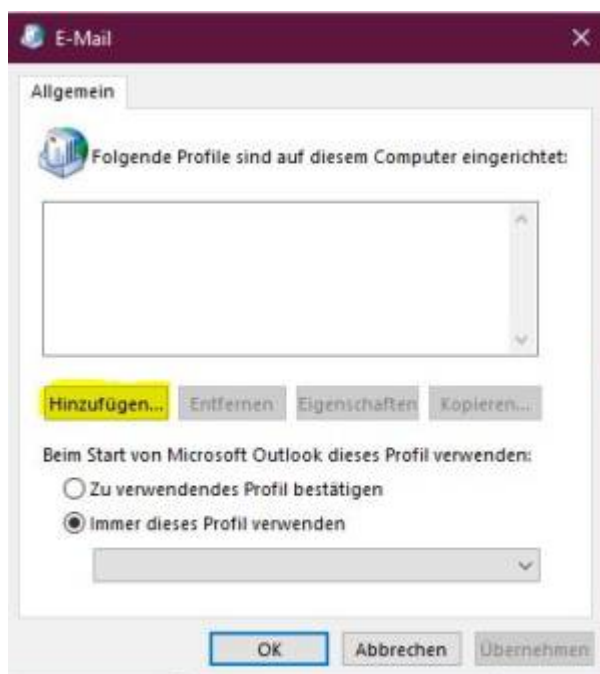 E-Mail
Allgemein
Folgende Profile sind auf diesem Computer eingerichtet:
Hinzufügen... Entfernen Eigenschaften Kopieren...
Beim Start von Microsoft Outlook dieses Profil verwenden:
Zu verwendendes Profil bestätigen
Immer dieses Profil verwenden
OK Abbrechen Übernehmen